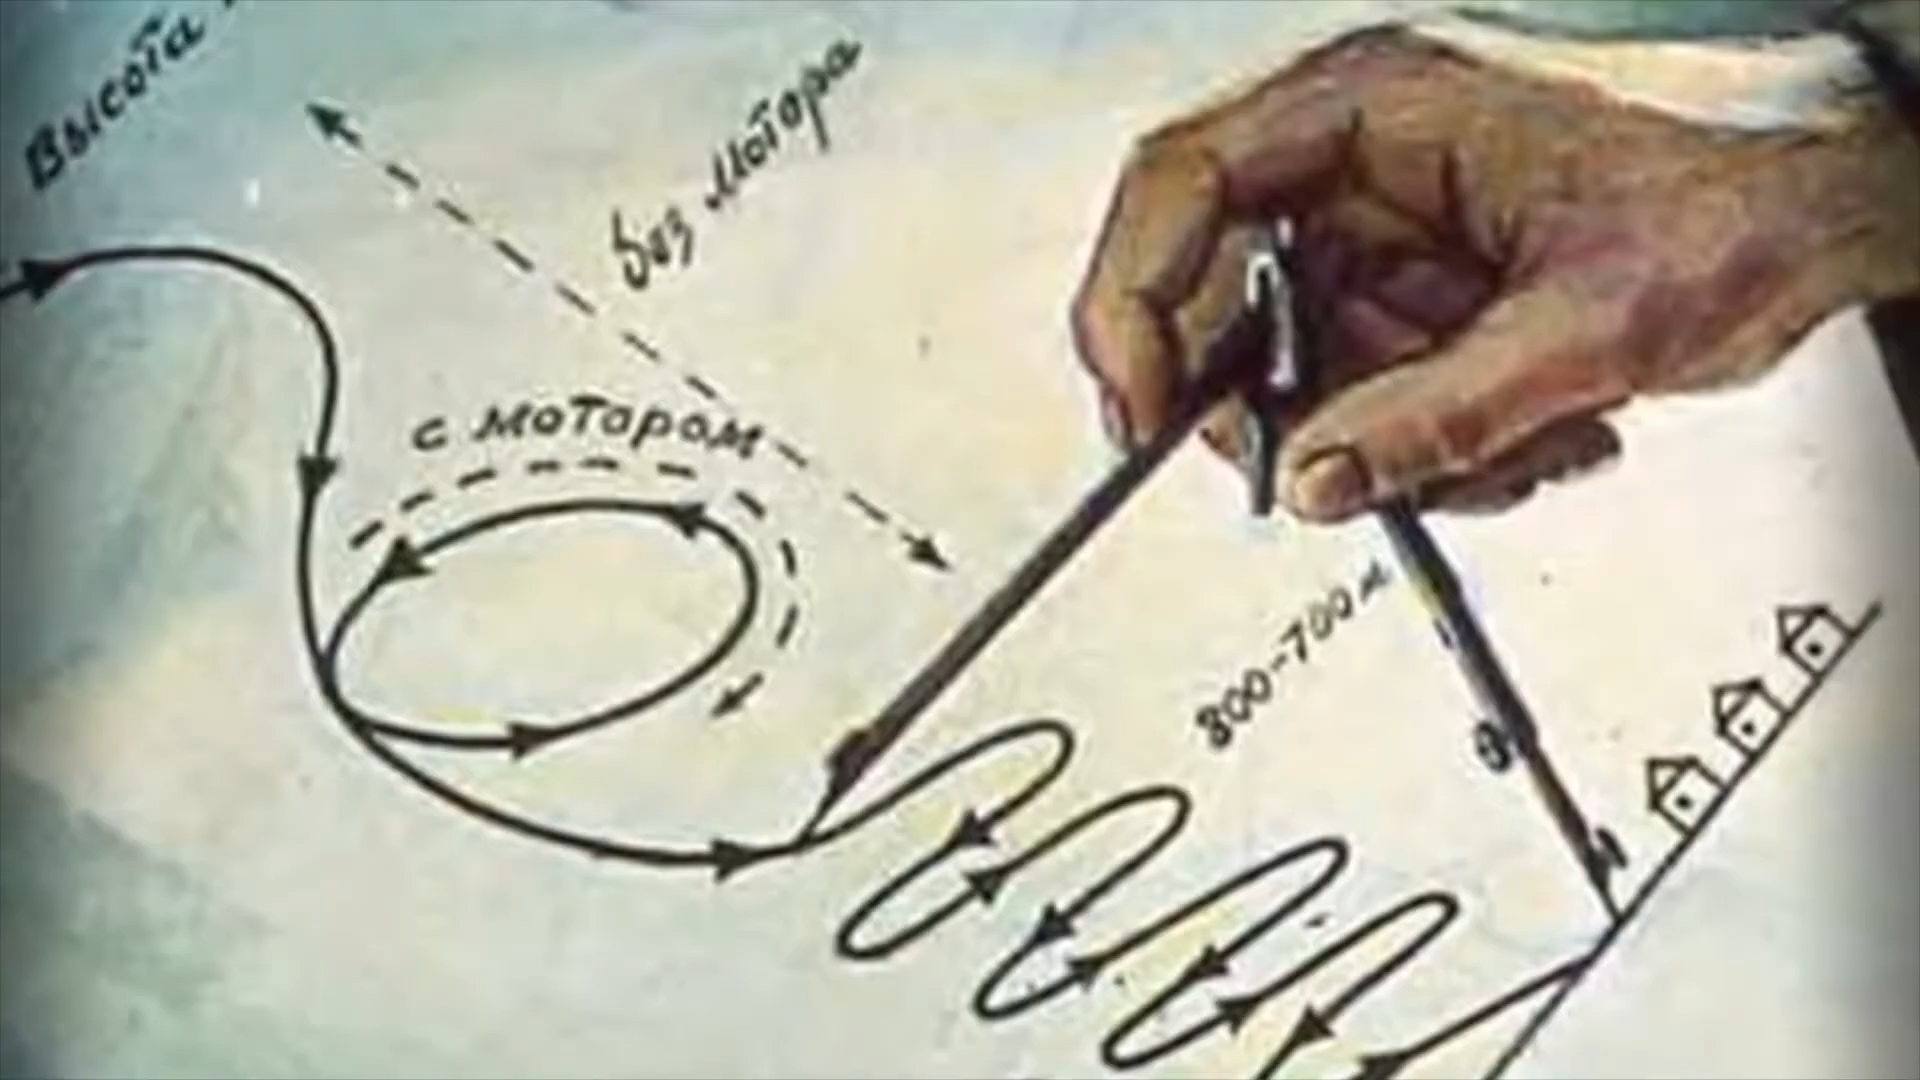 Высота
без мотора
с мотором
800-700 м